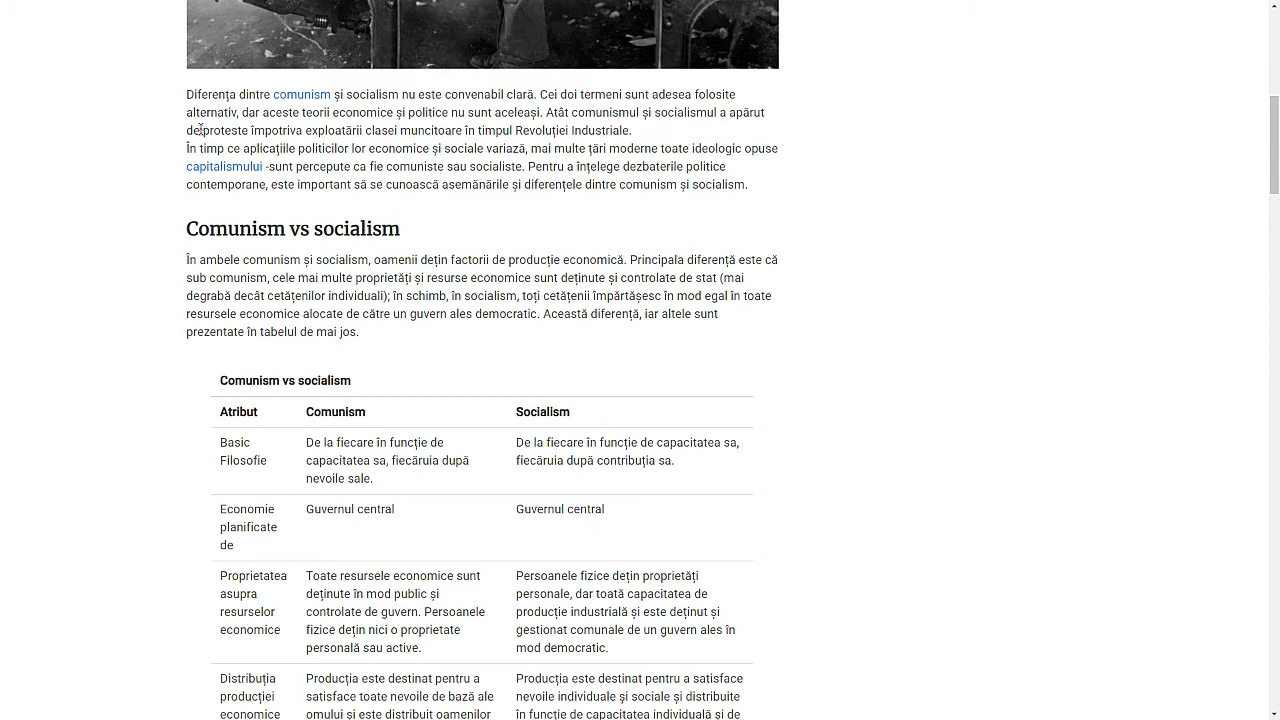 Diferența dintre comunism și socialism nu este convenabil clară. Cei doi termeni sunt adesea folosite
alternativ, dar aceste teorii economice și politice nu sunt aceleași. Atât comunismul și socialismul a apărut
de proteste împotriva exploatării clasei muncitoare în timpul Revoluției Industriale.
În timp ce aplicațiile politicilor lor economice și sociale variază, mai multe țări moderne toate ideologic opuse
capitalismului -sunt percepute ca fie comuniste sau socialiste. Pentru a înțelege dezbaterile politice
contemporane, este important să se cunoască asemănările și diferențele dintre comunism și socialism.
Comunism vs socialism
În ambele comunism și socialism, oamenii dețin factorii de producție economică. Principala diferență este că
sub comunism, cele mai multe proprietăți și resurse economice sunt deținute și controlate de stat (mai
degrabă decât cetățenilor individuali); în schimb, în socialism, toți cetățenii împărtășesc în mod egal în toate
resursele economice alocate de către un guvern ales democratic. Această diferență, iar altele sunt
prezentate în tabelul de mai jos.
Comunism vs socialism
Atribut Comunism Socialism
Basic De la fiecare în funcție de De la fiecare în funcție de capacitatea sa,
Filosofie capacitatea sa, fiecăruia după fiecăruia după contribuția sa.
nevoile sale.
Economie Guvernul central Guvernul central
planificate
de
Proprietatea Toate resursele economice sunt Persoanele fizice dețin proprietăți
asupra deținute în mod public și personale, dar toată capacitatea de
resurselor controlate de guvern. Persoanele producție industrială și este deținut și
economice fizice dețin nici o proprietate gestionat comunale de un guvern ales în
personală sau active. mod democratic.
Distribuția Producția este destinat pentru a Producția este destinat pentru a satisface
producției satisface toate nevoile de bază ale nevoile individuale și sociale și distribuite
economice omului și este distribuit oamenilor în funcție de capacitatea individuală și de